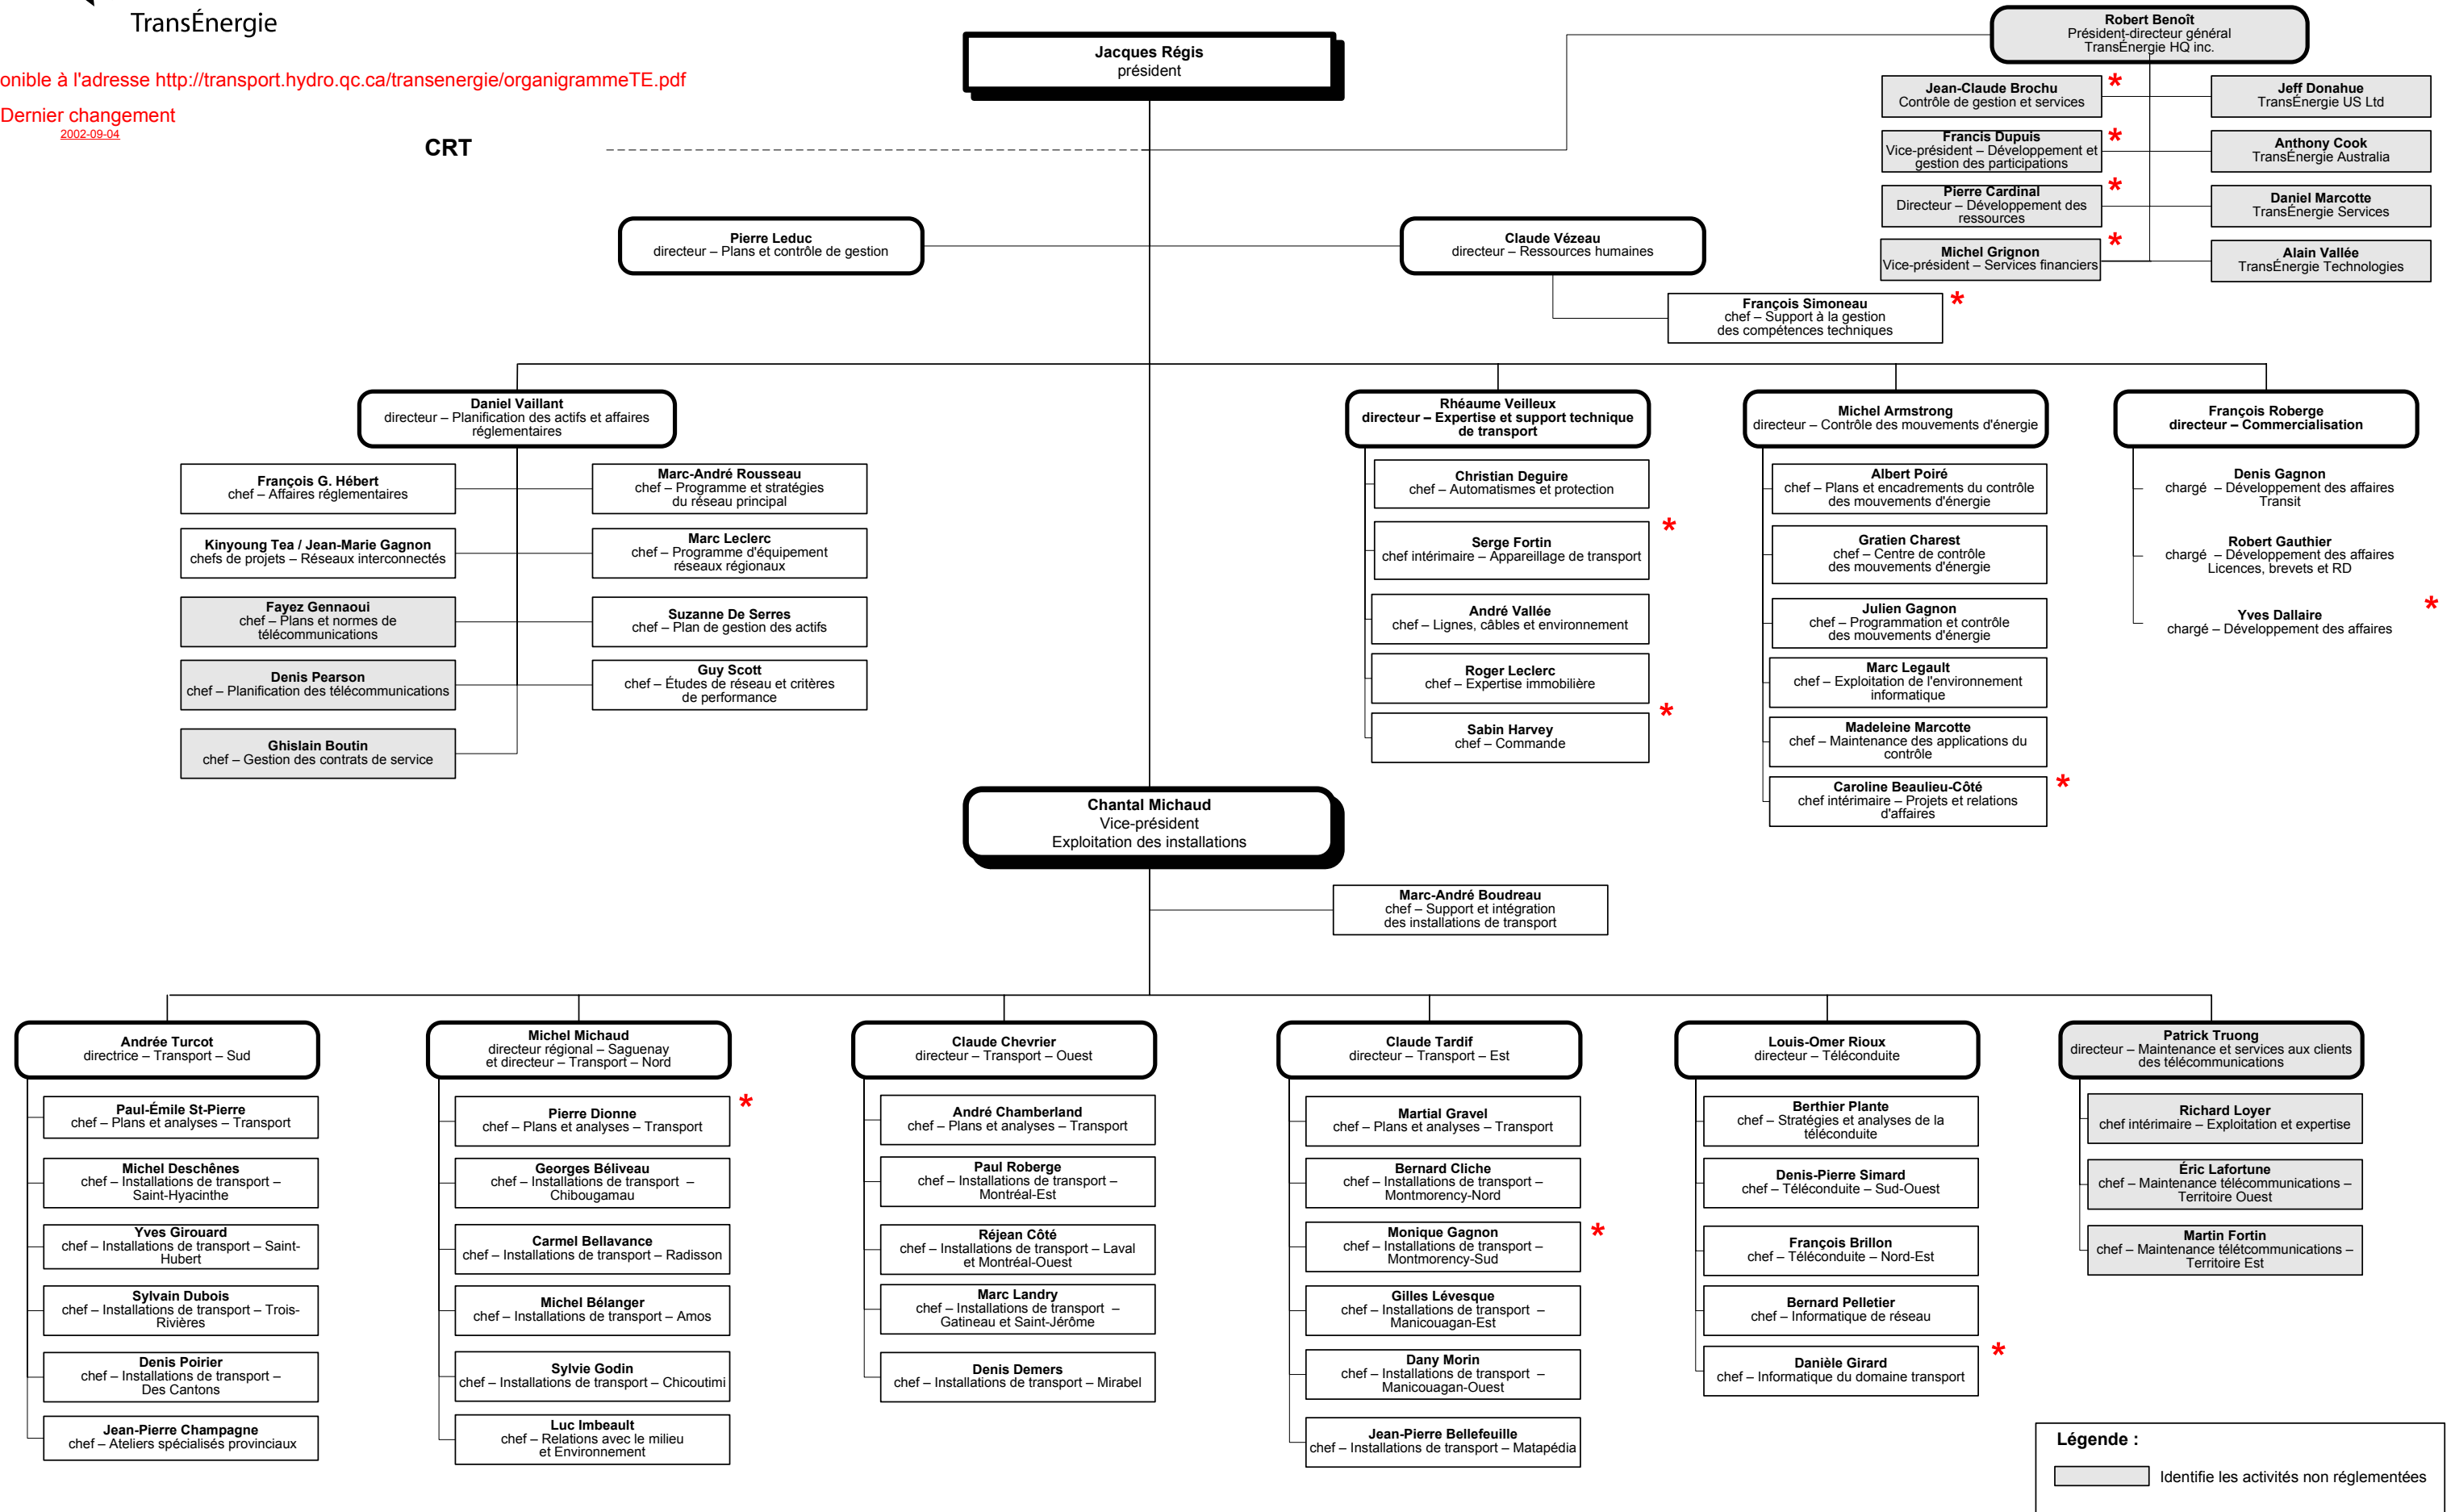 TransÉnergie
onible à l'adresse http://transport.hydro.qc.ca/transenergie/organigrammeTE.pdf
Dernier changement
2002-09-04
CRT
Jacques Régis
président
Robert Benoît
Président-directeur général
TransÉnergie HQ inc.
Jean-Claude Brochu
Contrôle de gestion et services
*
Jeff Donahue
TransÉnergie US Ltd
Francis Dupuis
Vice-président – Développement et
gestion des participations
*
Anthony Cook
TransÉnergie Australia
Pierre Cardinal
Directeur – Développement des
ressources
*
Daniel Marcotte
TransÉnergie Services
Michel Grignon
Vice-président – Services financiers
*
Alain Vallée
TransÉnergie Technologies
Pierre Leduc
directeur – Plans et contrôle de gestion
Claude Vézeau
directeur – Ressources humaines
François Simoneau
chef – Support à la gestion
des compétences techniques
*
Daniel Vaillant
directeur – Planification des actifs et affaires
réglementaires
François G. Hébert
chef – Affaires réglementaires
Marc-André Rousseau
chef – Programme et stratégies
du réseau principal
Kinyoung Tea / Jean-Marie Gagnon
chefs de projets – Réseaux interconnectés
Marc Leclerc
chef – Programme d'équipement
réseaux régionaux
Fayez Gennaoui
chef – Plans et normes de
télécommunications
Suzanne De Serres
chef – Plan de gestion des actifs
Denis Pearson
chef – Planification des télécommunications
Guy Scott
chef – Études de réseau et critères
de performance
Ghislain Boutin
chef – Gestion des contrats de service
Rhéaume Veilleux
directeur – Expertise et support technique
de transport
Christian Deguire
chef – Automatismes et protection
Serge Fortin
chef intérimaire – Appareillage de transport
*
André Vallée
chef – Lignes, câbles et environnement
Roger Leclerc
chef – Expertise immobilière
Sabin Harvey
chef – Commande
*
Michel Armstrong
directeur – Contrôle des mouvements d'énergie
Albert Poiré
chef – Plans et encadrements du contrôle
des mouvements d'énergie
Gratien Charest
chef – Centre de contrôle
des mouvements d'énergie
Julien Gagnon
chef – Programmation et contrôle
des mouvements d'énergie
Marc Legault
chef – Exploitation de l'environnement
informatique
Madeleine Marcotte
chef – Maintenance des applications du
contrôle
Caroline Beaulieu-Côté
chef intérimaire – Projets et relations
d'affaires
*
François Roberge
directeur – Commercialisation
Denis Gagnon
chargé – Développement des affaires
Transit
Robert Gauthier
chargé – Développement des affaires
Licences, brevets et RD
Yves Dallaire
chargé – Développement des affaires
*
Chantal Michaud
Vice-président
Exploitation des installations
Marc-André Boudreau
chef – Support et intégration
des installations de transport
Andrée Turcot
directrice – Transport – Sud
Paul-Émile St-Pierre
chef – Plans et analyses – Transport
Michel Deschênes
chef – Installations de transport –
Saint-Hyacinthe
Yves Girouard
chef – Installations de transport – Saint-
Hubert
Sylvain Dubois
chef – Installations de transport – Trois-
Rivières
Denis Poirier
chef – Installations de transport –
Des Cantons
Jean-Pierre Champagne
chef – Ateliers spécialisés provinciaux
Michel Michaud
directeur régional – Saguenay
et directeur – Transport – Nord
Pierre Dionne
chef – Plans et analyses – Transport
*
Georges Béliveau
chef – Installations de transport –
Chibougamau
Carmel Bellavance
chef – Installations de transport – Radisson
Michel Bélanger
chef – Installations de transport – Amos
Sylvie Godin
chef – Installations de transport – Chicoutimi
Luc Imbeault
chef – Relations avec le milieu
et Environnement
Claude Chevrier
directeur – Transport – Ouest
André Chamberland
chef – Plans et analyses – Transport
Paul Roberge
chef – Installations de transport –
Montréal-Est
Réjean Côté
chef – Installations de transport – Laval
et Montréal-Ouest
Marc Landry
chef – Installations de transport –
Gatineau et Saint-Jérôme
Denis Demers
chef – Installations de transport – Mirabel
Claude Tardif
directeur – Transport – Est
Martial Gravel
chef – Plans et analyses – Transport
Bernard Cliche
chef – Installations de transport –
Montmorency-Nord
Monique Gagnon
chef – Installations de transport –
Montmorency-Sud
*
Gilles Lévesque
chef – Installations de transport –
Manicouagan-Est
Dany Morin
chef – Installations de transport –
Manicouagan-Ouest
Jean-Pierre Bellefeuille
chef – Installations de transport – Matapédia
Louis-Omer Rioux
directeur – Téléconduite
Berthier Plante
chef – Stratégies et analyses de la
téléconduite
Denis-Pierre Simard
chef – Téléconduite – Sud-Ouest
François Brillon
chef – Téléconduite – Nord-Est
Bernard Pelletier
chef – Informatique de réseau
Danièle Girard
chef – Informatique du domaine transport
*
Patrick Truong
directeur – Maintenance et services aux clients
des télécommunications
Richard Loyer
chef intérimaire – Exploitation et expertise
Éric Lafortune
chef – Maintenance télécommunications –
Territoire Ouest
Martin Fortin
chef – Maintenance télétcommunications –
Territoire Est
Légende :
Identifie les activités non réglementées